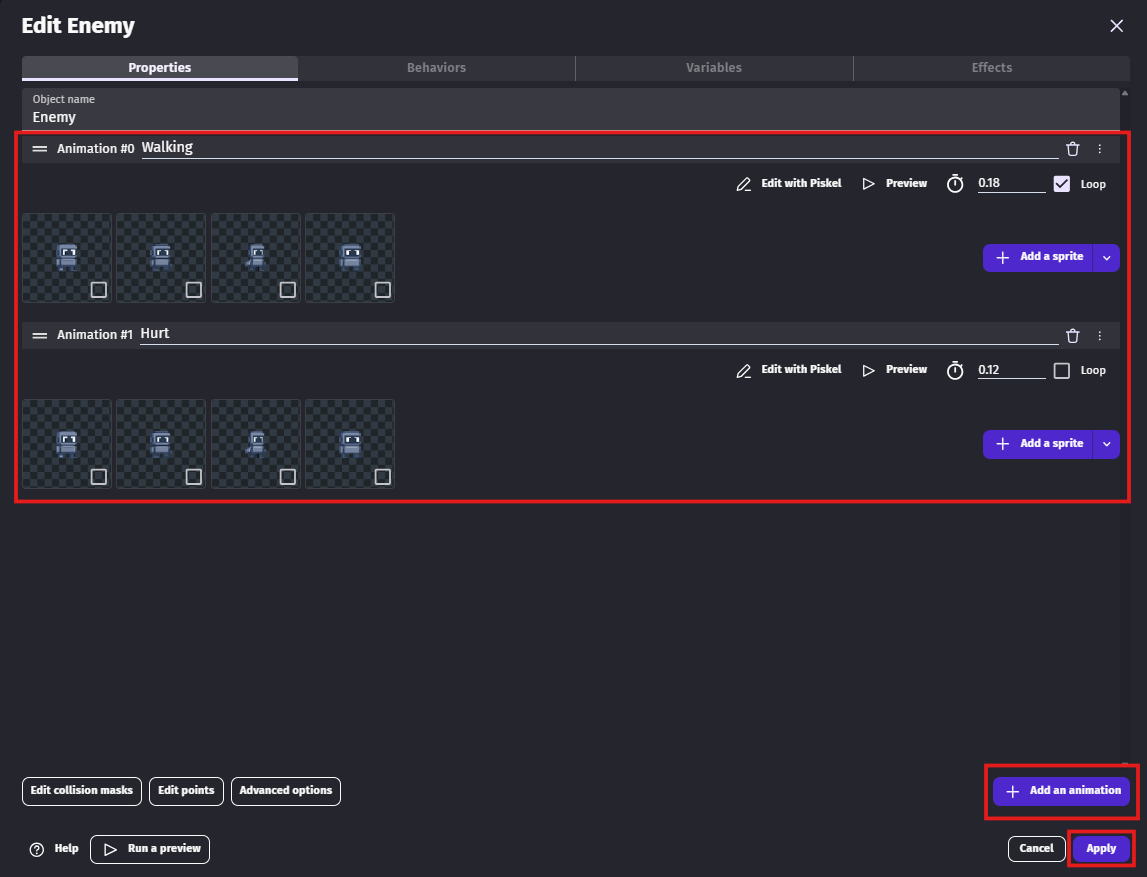 Edit Enemy
Properties Behaviors Variables Effects
Object name
Enemy
Animation #0 Walking
Edit with Piskel Preview 0.18 Loop
Add a sprite
Animation #1 Hurt
Edit with Piskel Preview 0.12 Loop
Add a sprite
Edit collision masks Edit points Advanced options Add an animation
Help Run a preview Cancel Apply